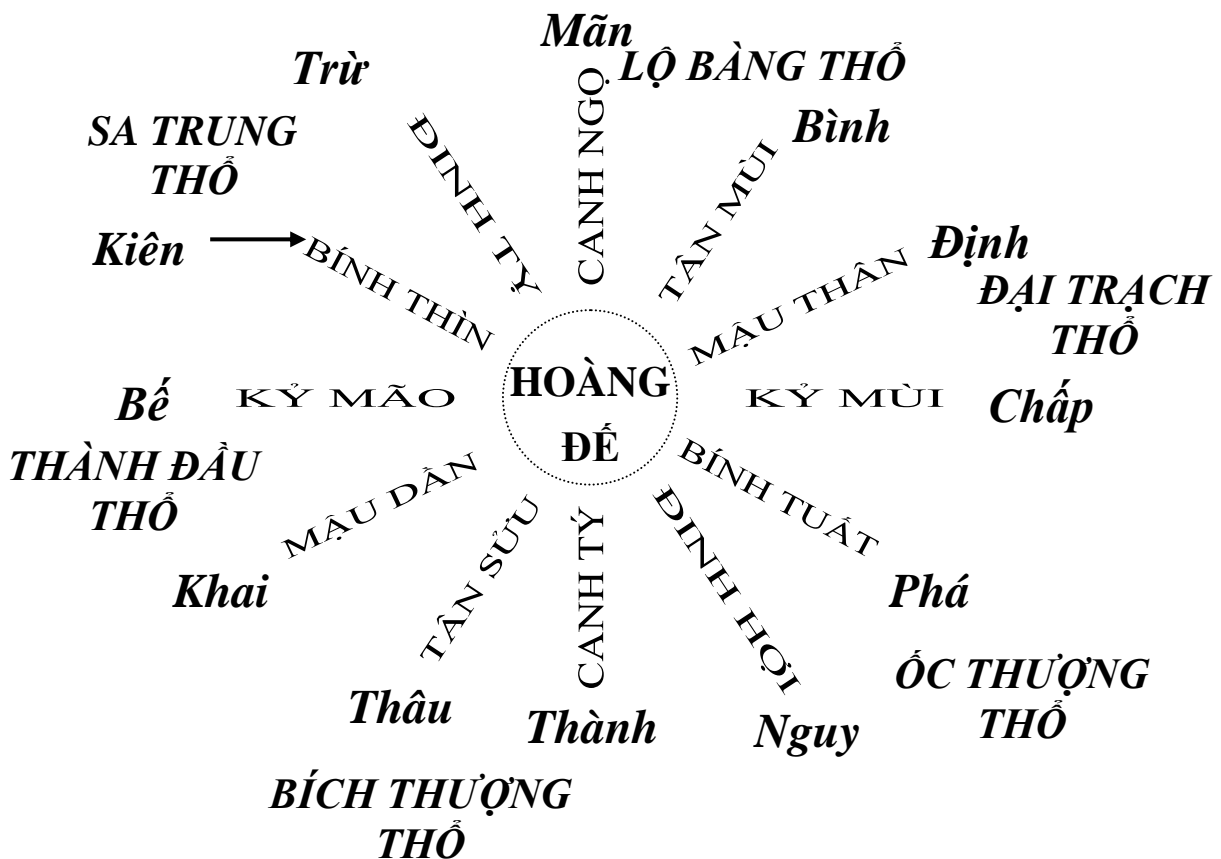 Mãn
Trừ
LỘ BÀNG THỔ
SA TRUNG
THỔ
Bình
CANH NGỌ
ĐINH TỴ
TÂN MÙI
Kiên
BÍNH THÌN
MẬU THÂN
Định
ĐẠI TRẠCH
THỔ
HOÀNG
ĐẾ
Bế
KỶ MÃO
KỶ MÙI
Chấp
THÀNH ĐẦU
THỔ
MẬU DẦN
BÍNH TUẤT
Khai
TÂN SỬU
CANH TÝ
ĐINH HỢI
Phá
ỐC THƯỢNG
THỔ
Thâu
Thành
Nguy
BÍCH THƯỢNG
THỔ